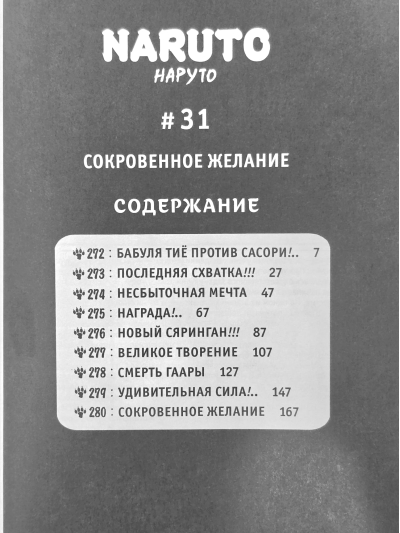 NARUTO
НАРУТО
#31
СОКРОВЕННОЕ ЖЕЛАНИЕ
СОДЕРЖАНИЕ
272: БАБУЛЯ ТИЁ ПРОТИВ САСОРИ!.. 7
273: ПОСЛЕДНЯЯ СХВАТКА!!! 27
274: НЕСБЫТОЧНАЯ МЕЧТА 47
275: НАГРАДА!.. 67
276: НОВЫЙ СЯРИНГАН!!! 87
277: ВЕЛИКОЕ ТВОРЕНИЕ 107
278: СМЕРТЬ ГААРЫ 127
279: УДИВИТЕЛЬНАЯ СИЛА!.. 147
280: СОКРОВЕННОЕ ЖЕЛАНИЕ 167